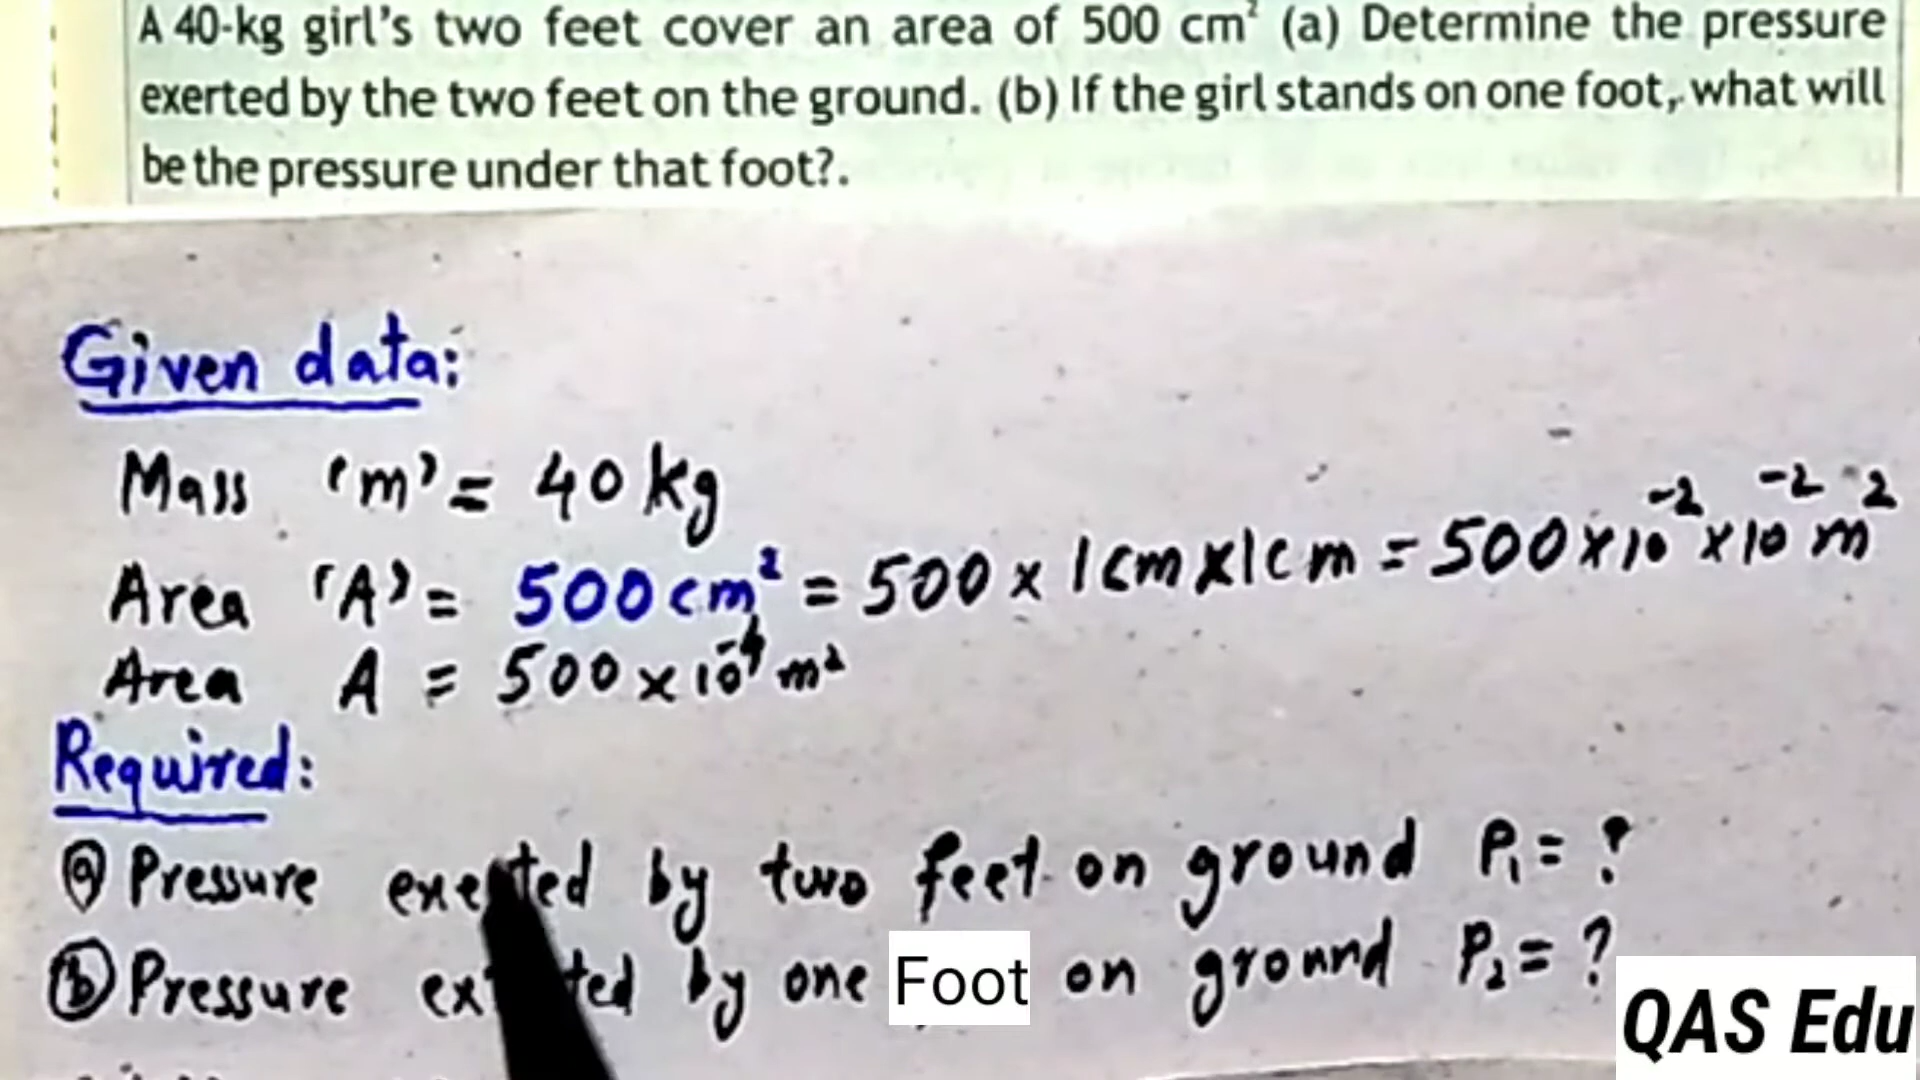 A 40-kg girl's two feet cover an area of 500 cm² (a) Determine the pressure
exerted by the two feet on the ground. (b) If the girl stands on one foot, what will
be the pressure under that foot?.
Given data:
Mass 'm' = 40 kg
Area 'A' = 500 cm² = 500 × 1cm × 1cm = 500 × 10⁻² × 10⁻² m²
Area A = 500 × 10⁻⁴ m²
Required:
(a) Pressure exerted by two feet on ground P₁ = ?
(b) Pressure by one Foot on ground P₂ = ?
QAS Edu